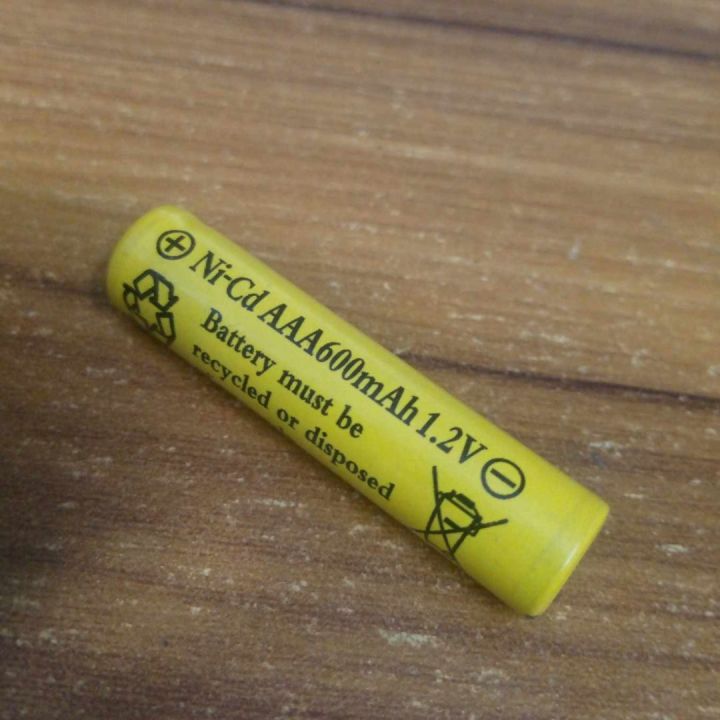 Ni-Cd AAA600mAh 1.2V
Battery must be
recycled or disposed